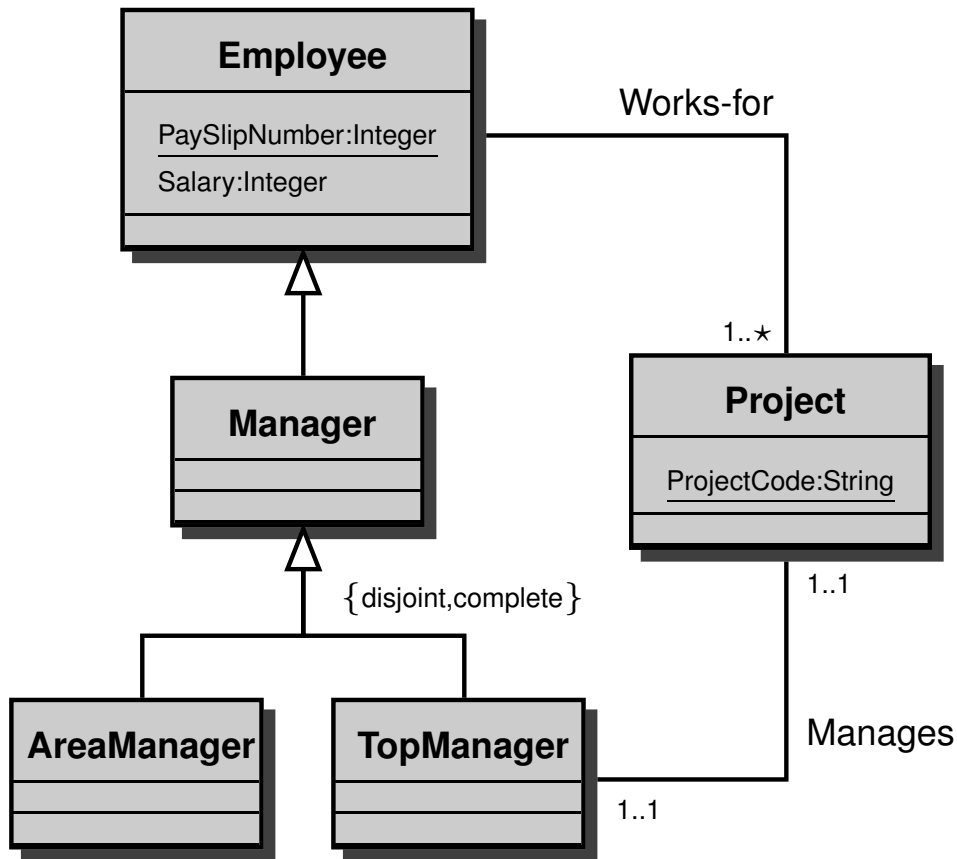 Employee
PaySlipNumber:Integer
Salary:Integer
Works-for
1..⋆
Manager
Project
ProjectCode:String
{disjoint,complete}
1..1
AreaManager
TopManager
Manages
1..1